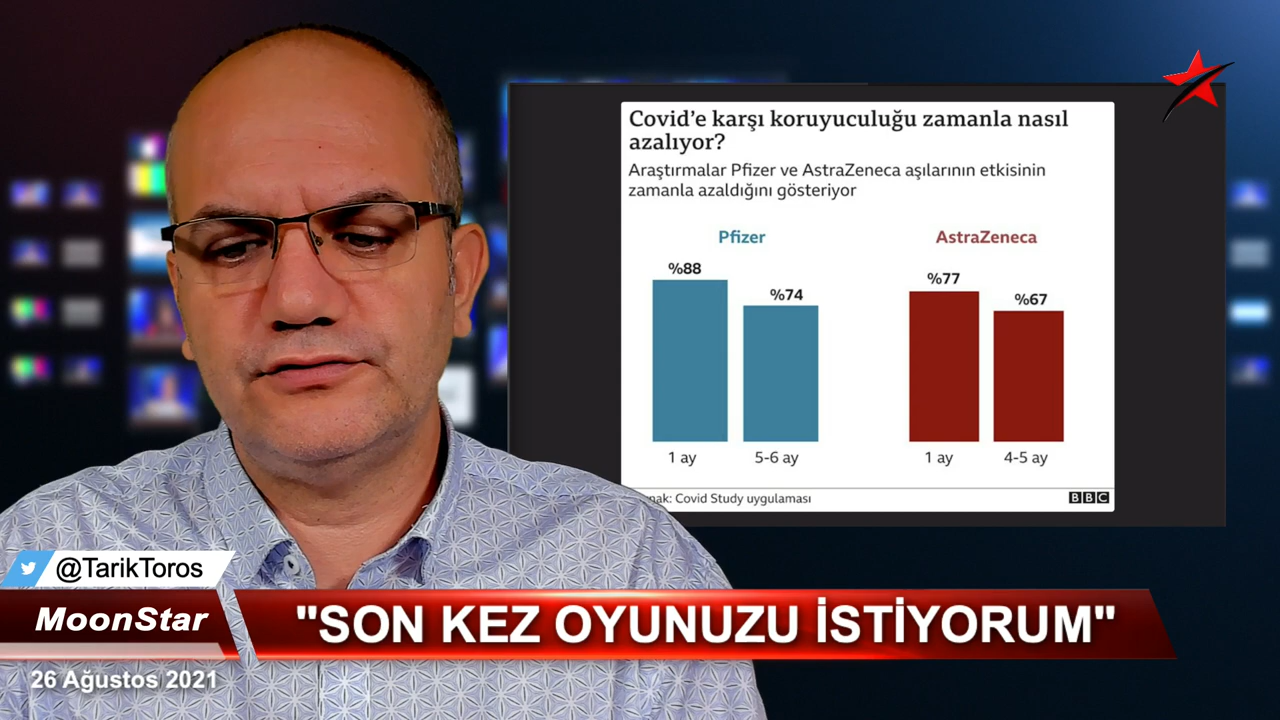 Covid'e karşı koruyuculuğu zamanla nasıl
azalıyor?
Araştırmalar Pfizer ve AstraZeneca aşılarının etkisinin
zamanla azaldığını gösteriyor
Pfizer
AstraZeneca
%88
%74
%77
%67
1 ay
5-6 ay
1 ay
4-5 ay
Covid Study uygulaması
BBC
@TarikToros
MoonStar
"SON KEZ OYUNUZU İSTİYORUM"
26 Ağustos 2021